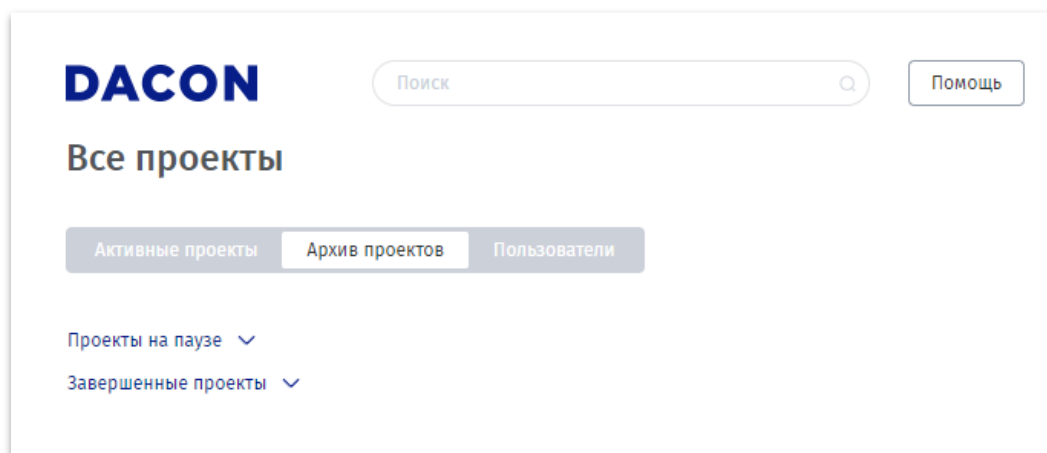 DACON Поиск Помощь
Все проекты
Активные проекты Архив проектов Пользователи
Проекты на паузе
Завершенные проекты